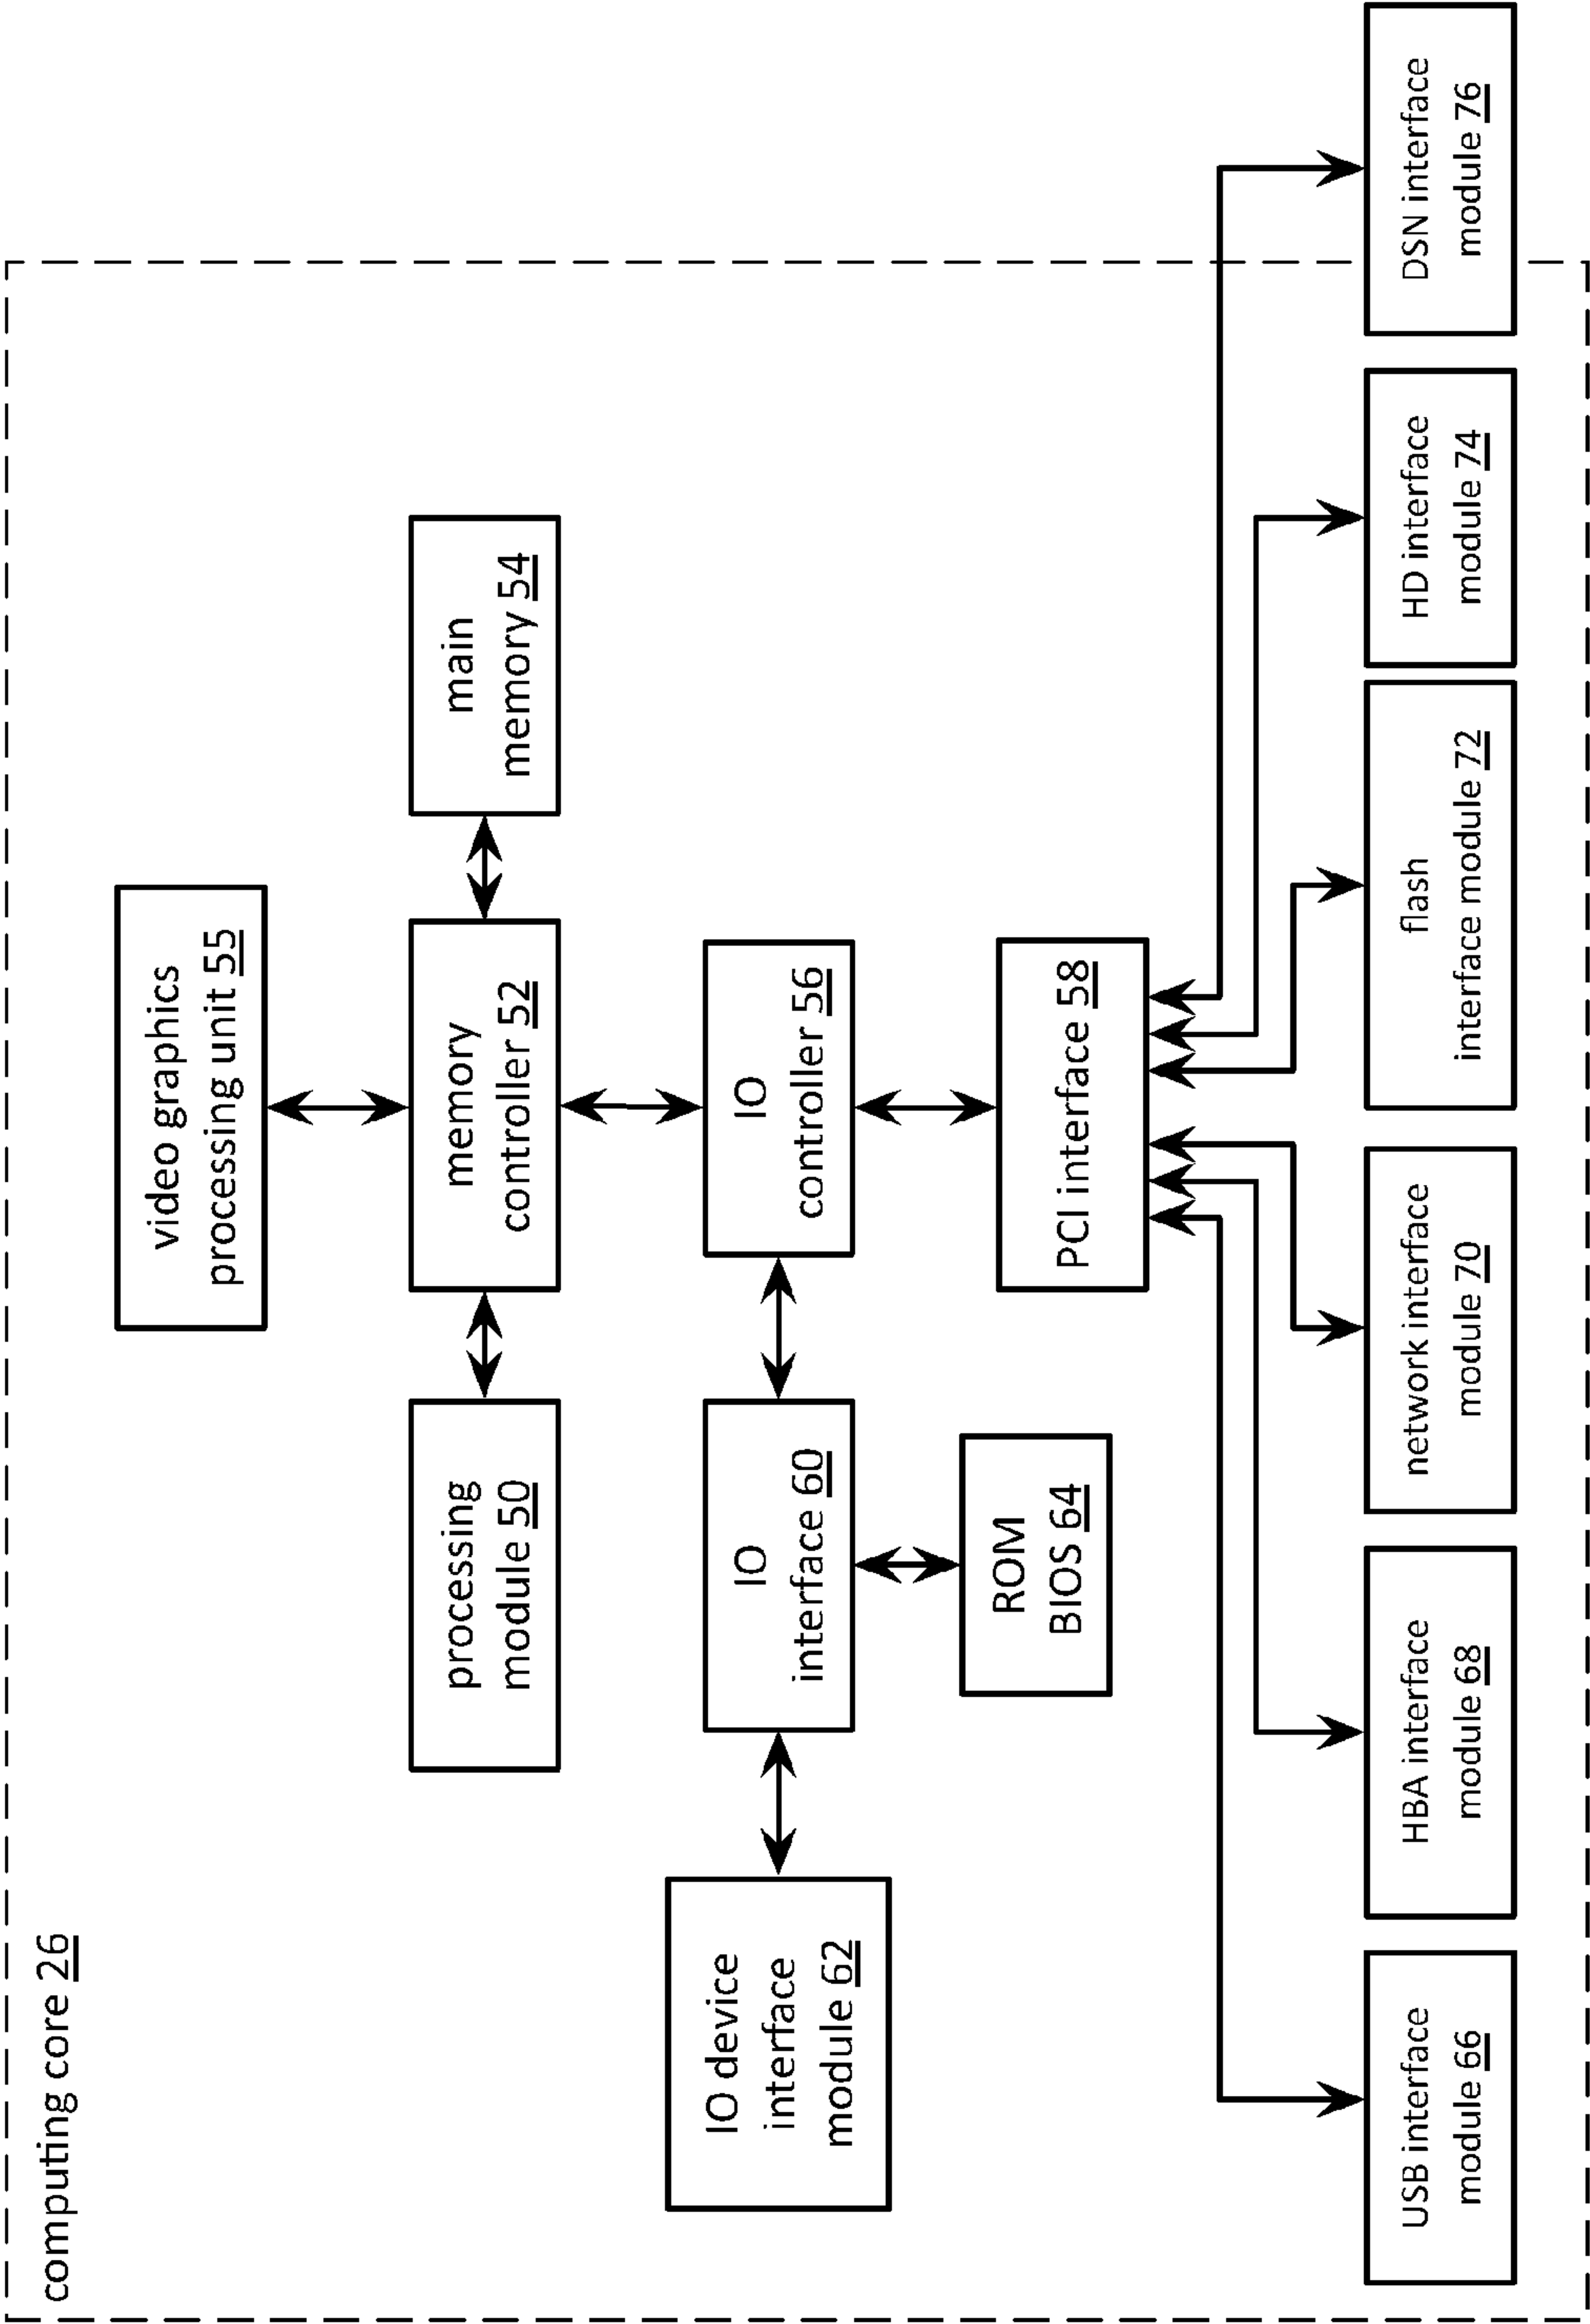 computing core 26
video graphics
processing unit 55
processing
module 50
memory
controller 52
main
memory 54
IO device
interface
module 62
IO
interface 60
IO
controller 56
ROM
BIOS 64
PCI interface 58
USB interface
module 66
HBA interface
module 68
network interface
module 70
flash
interface module 72
HD interface
module 74
DSN interface
module 76